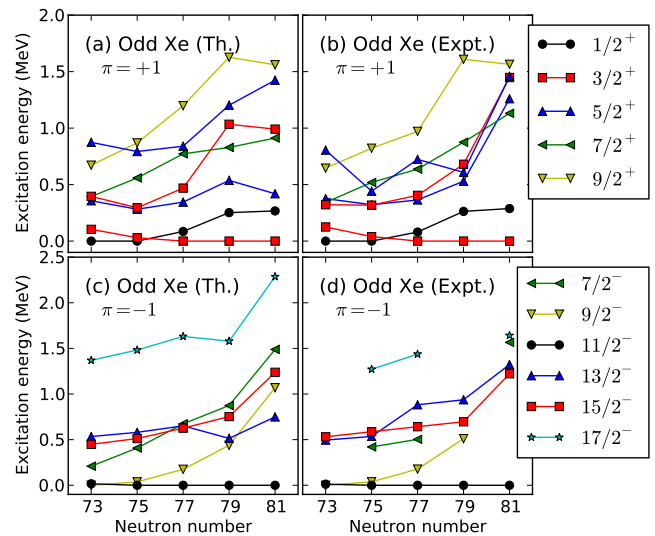 2.0
1.5
1.0
0.5
0.0
Excitation energy (MeV)
(a) Odd Xe (Th.)
π=+1
(b) Odd Xe (Expt.)
π=+1
1/2⁺
3/2⁺
5/2⁺
7/2⁺
9/2⁺
2.5
2.0
1.5
1.0
0.5
0.0
Excitation energy (MeV)
(c) Odd Xe (Th.)
π=−1
(d) Odd Xe (Expt.)
π=−1
7/2⁻
9/2⁻
11/2⁻
13/2⁻
15/2⁻
17/2⁻
73 75 77 79 81
Neutron number
73 75 77 79 81
Neutron number